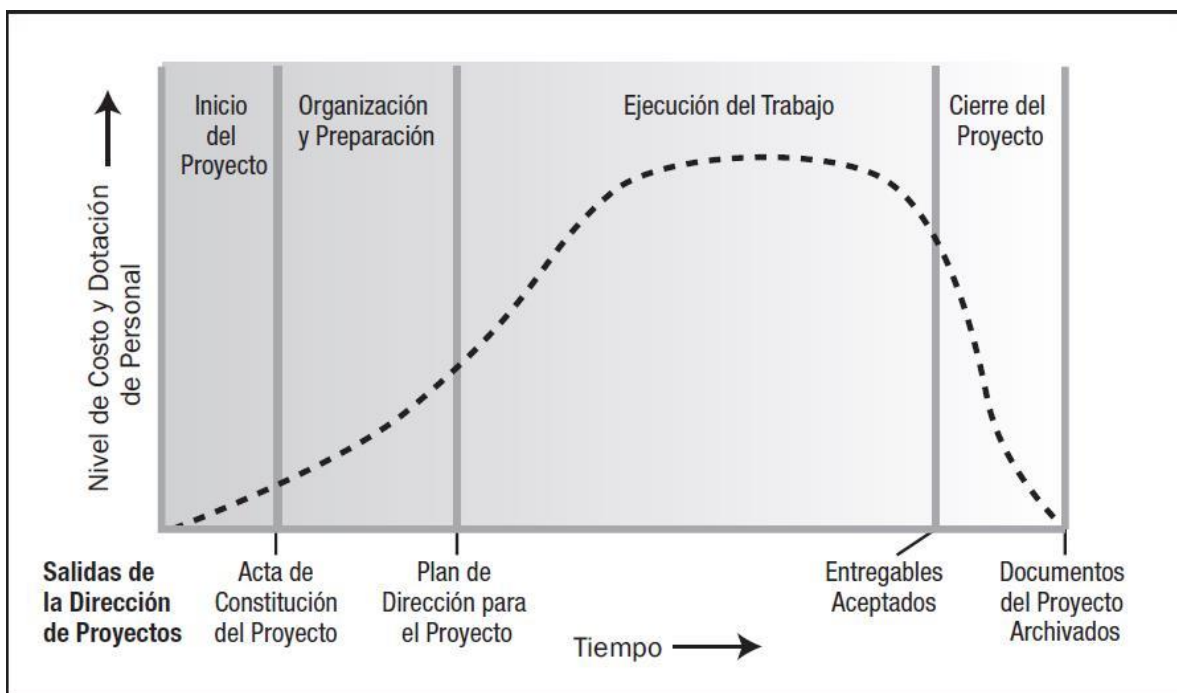 Inicio
del
Proyecto
Organización
y Preparación
Ejecución del Trabajo
Cierre del
Proyecto
Nivel de Costo y Dotación
de Personal
Salidas de
la Dirección
de Proyectos
Acta de
Constitución
del Proyecto
Plan de
Dirección para
el Proyecto
Tiempo
Entregables
Aceptados
Documentos
del Proyecto
Archivados